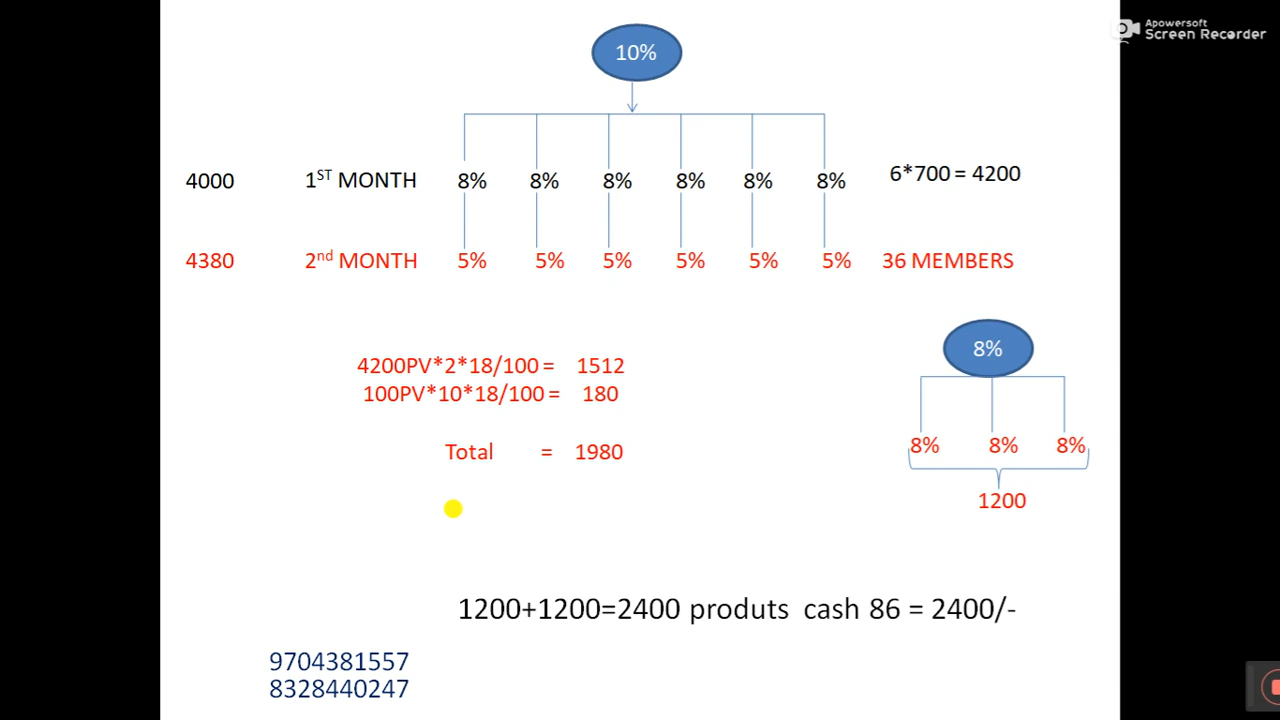 Apowersoft
Screen Recorder
10%
4000 1ST MONTH 8% 8% 8% 8% 8% 8% 6*700 = 4200
4380 2nd MONTH 5% 5% 5% 5% 5% 5% 36 MEMBERS
8%
4200PV*2*18/100 = 1512
100PV*10*18/100 = 180
8% 8% 8%
Total = 1980
1200
1200+1200=2400 produts cash 86 = 2400/-
9704381557
8328440247